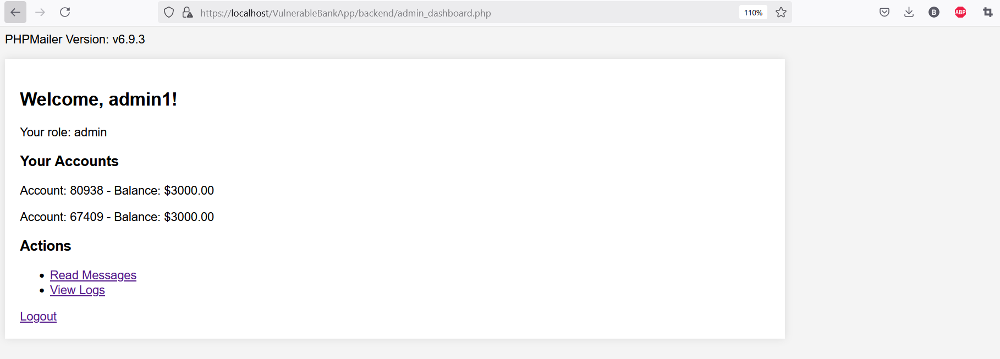 https://localhost/VulnerableBankApp/backend/admin_dashboard.php
110%
B
ABP
PHPMailer Version: v6.9.3
Welcome, admin1!
Your role: admin
Your Accounts
Account: 80938 - Balance: $3000.00
Account: 67409 - Balance: $3000.00
Actions
Read Messages
View Logs
Logout